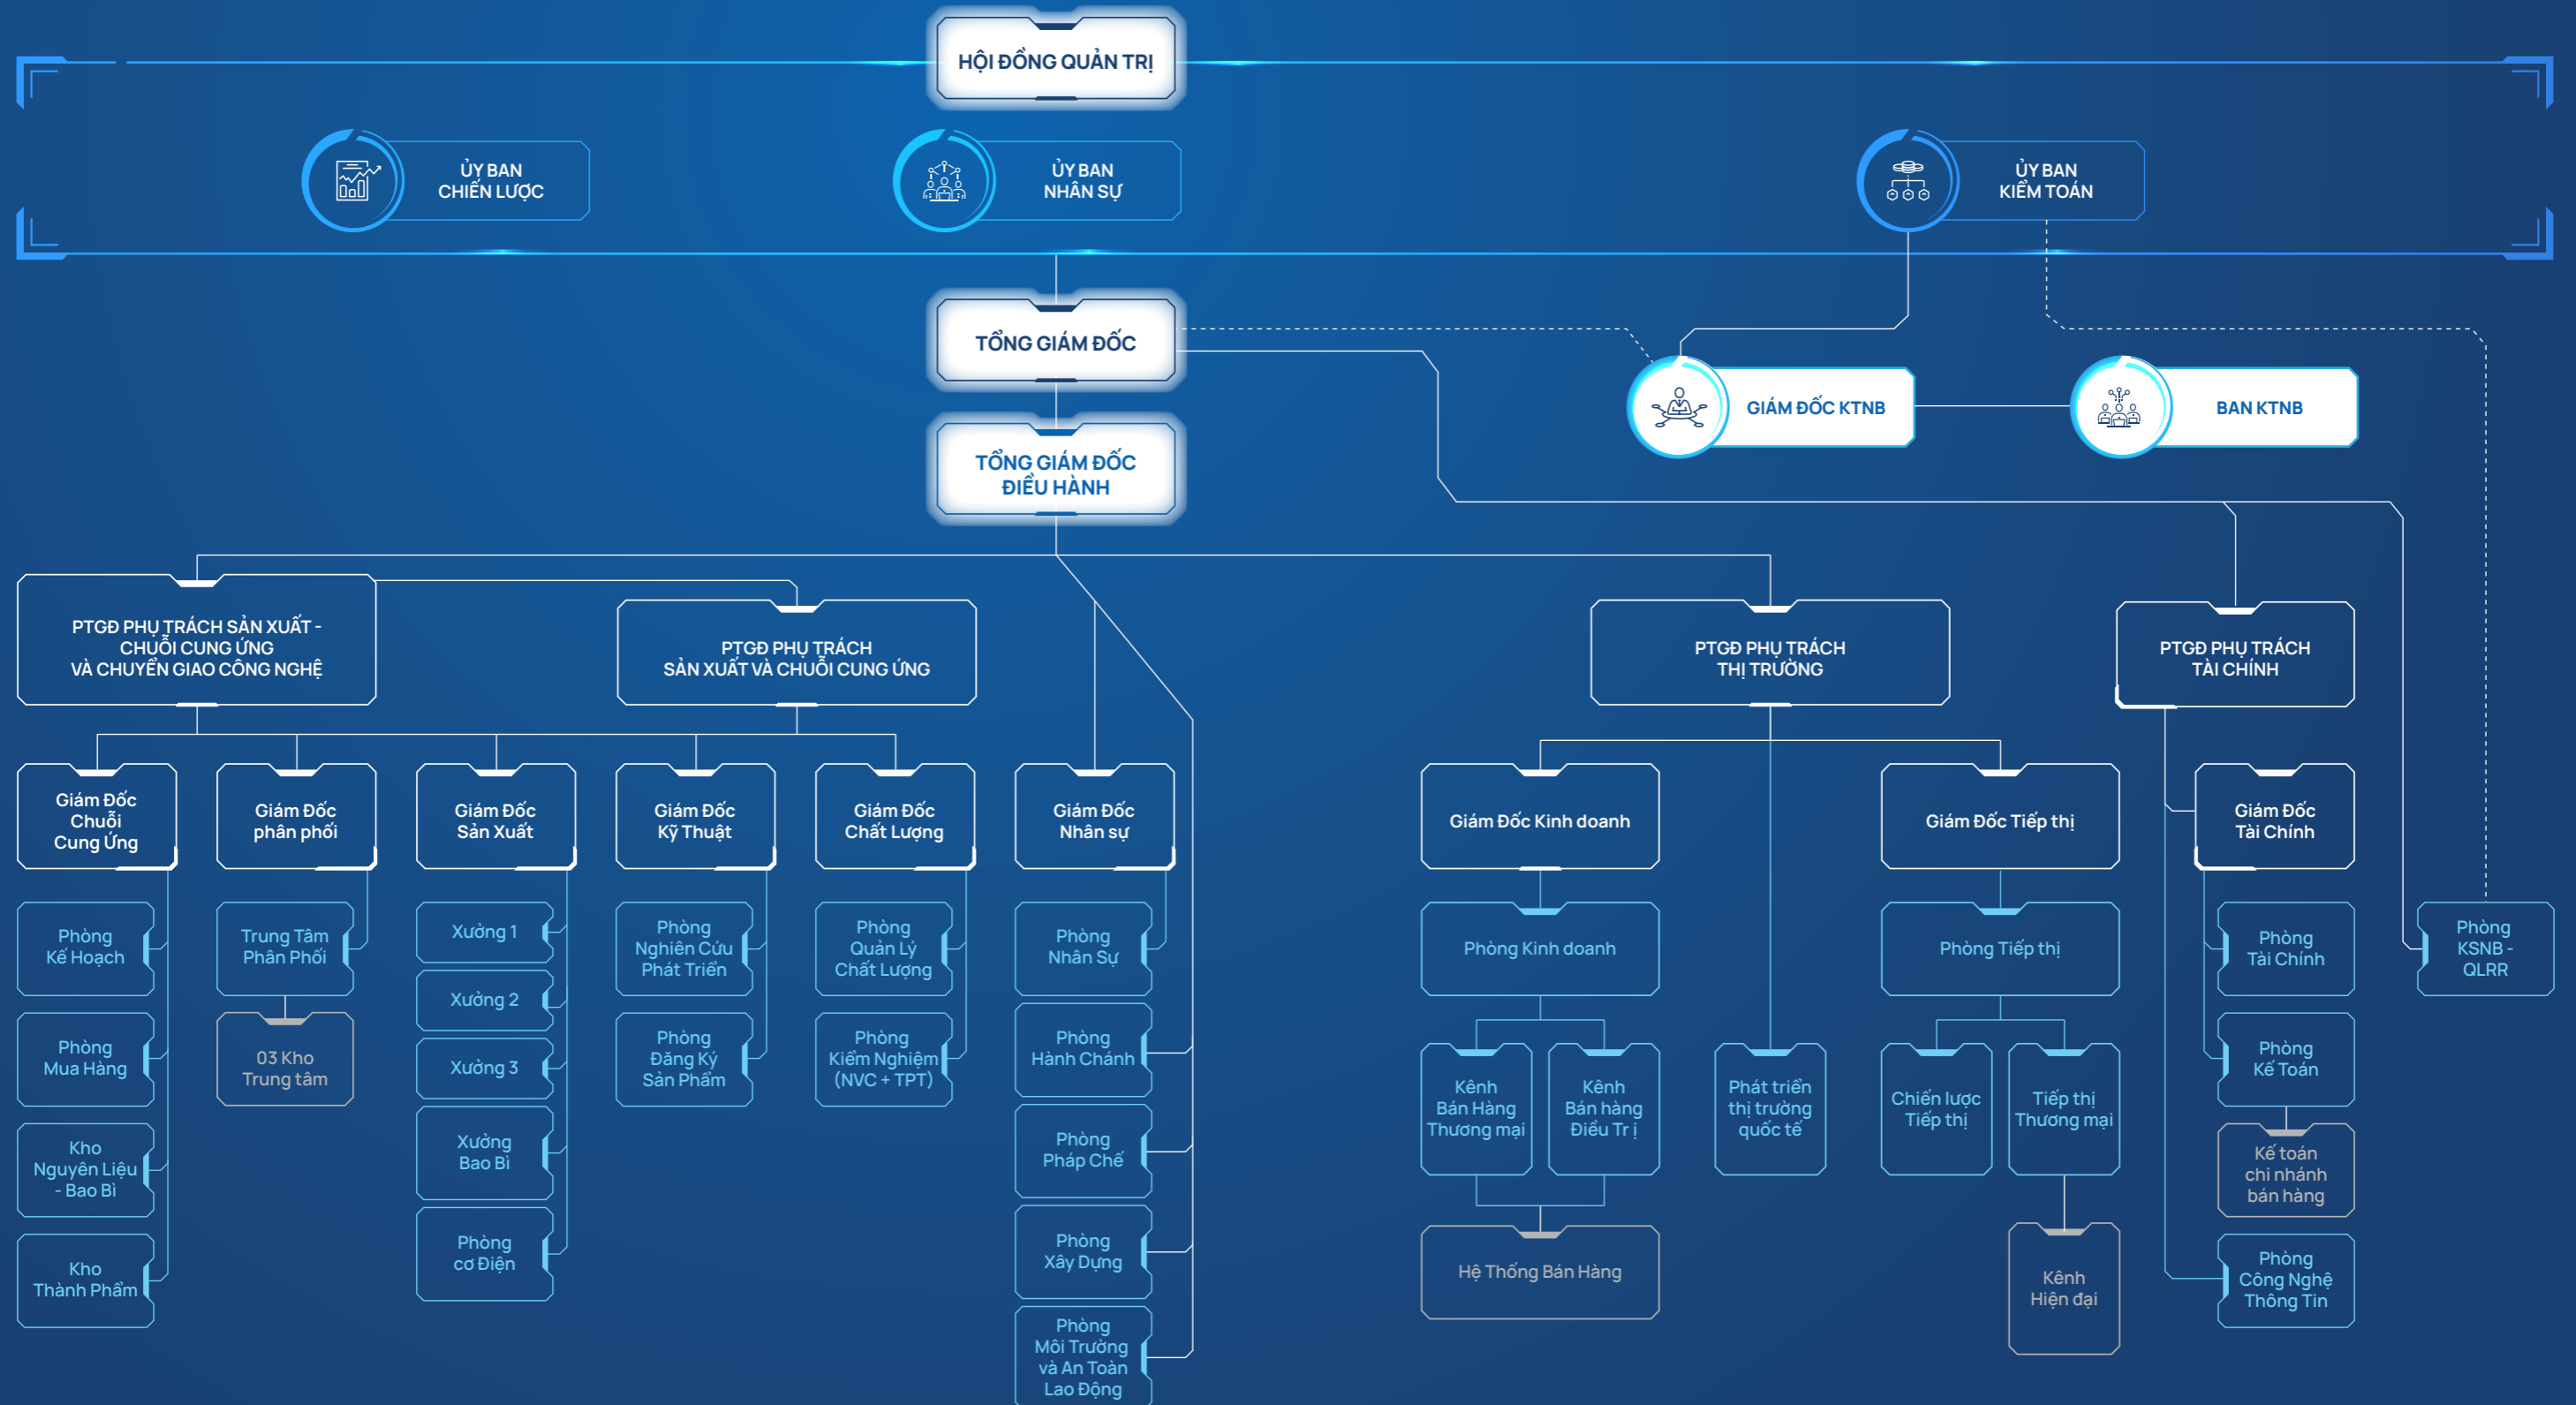 HỘI ĐỒNG QUẢN TRỊ
ỦY BAN
CHIẾN LƯỢC
ỦY BAN
NHÂN SỰ
ỦY BAN
KIỂM TOÁN
TỔNG GIÁM ĐỐC
GIÁM ĐỐC KTNB
BAN KTNB
TỔNG GIÁM ĐỐC
ĐIỀU HÀNH
PTGĐ PHỤ TRÁCH SẢN XUẤT -
CHUỖI CUNG ỨNG
VÀ CHUYỂN GIAO CÔNG NGHỆ
PTGĐ PHỤ TRÁCH
SẢN XUẤT VÀ CHUỖI CUNG ỨNG
PTGĐ PHỤ TRÁCH
THỊ TRƯỜNG
PTGĐ PHỤ TRÁCH
TÀI CHÍNH
Giám Đốc
Chuỗi
Cung Ứng
Giám Đốc
phân phối
Giám Đốc
Sản Xuất
Giám Đốc
Kỹ Thuật
Giám Đốc
Chất Lượng
Giám Đốc
Nhân sự
Giám Đốc Kinh doanh
Giám Đốc Tiếp thị
Giám Đốc
Tài Chính
Phòng
Kế Hoạch
Phòng
Mua Hàng
Kho
Nguyên Liệu
- Bao Bì
Kho
Thành Phẩm
Trung Tâm
Phân Phối
03 Kho
Trung tâm
Xưởng 1
Xưởng 2
Xưởng 3
Xưởng
Bao Bì
Phòng
cơ Điện
Phòng
Nghiên Cứu
Phát Triển
Phòng
Đăng Ký
Sản Phẩm
Phòng
Quản Lý
Chất Lượng
Phòng
Kiểm Nghiệm
(NVC + TPT)
Phòng
Nhân Sự
Phòng
Hành Chánh
Phòng
Pháp Chế
Phòng
Xây Dựng
Phòng
Môi Trường
và An Toàn
Lao Động
Phòng Kinh doanh
Kênh
Bán Hàng
Thương mại
Kênh
Bán hàng
Điều Tr ị
Hệ Thống Bán Hàng
Phát triển
thị trường
quốc tế
Phòng Tiếp thị
Chiến lược
Tiếp thị
Tiếp thị
Thương mại
Kênh
Hiện đại
Phòng
Tài Chính
Phòng
Kế Toán
Kế toán
chi nhánh
bán hàng
Phòng
Công Nghệ
Thông Tin
Phòng
KSNB -
QLRR